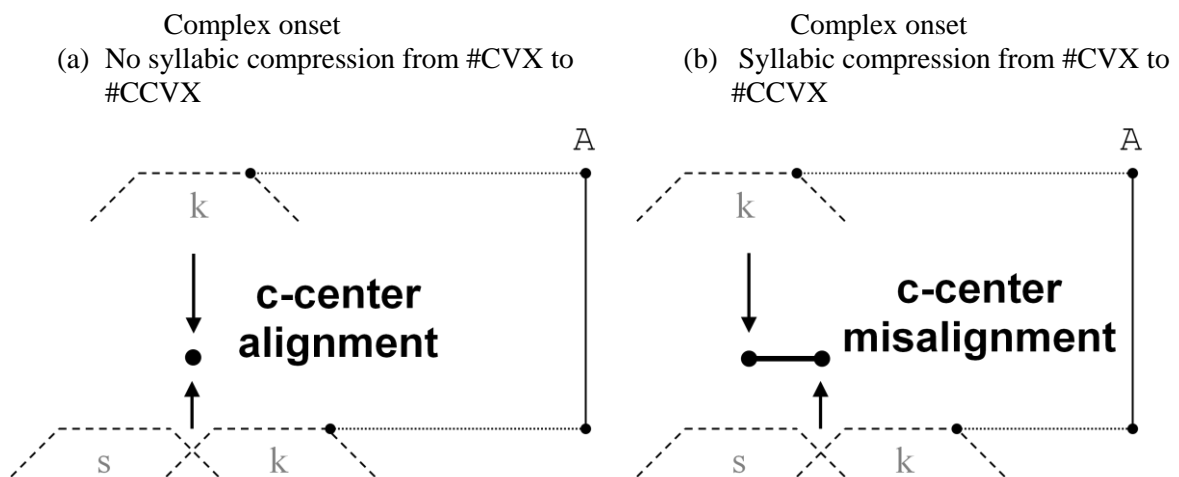 Complex onset
(a) No syllabic compression from #CVX to
#CCVX
A
k
c-center
alignment
s
k
Complex onset
(b) Syllabic compression from #CVX to
#CCVX
A
k
c-center
misalignment
s
k